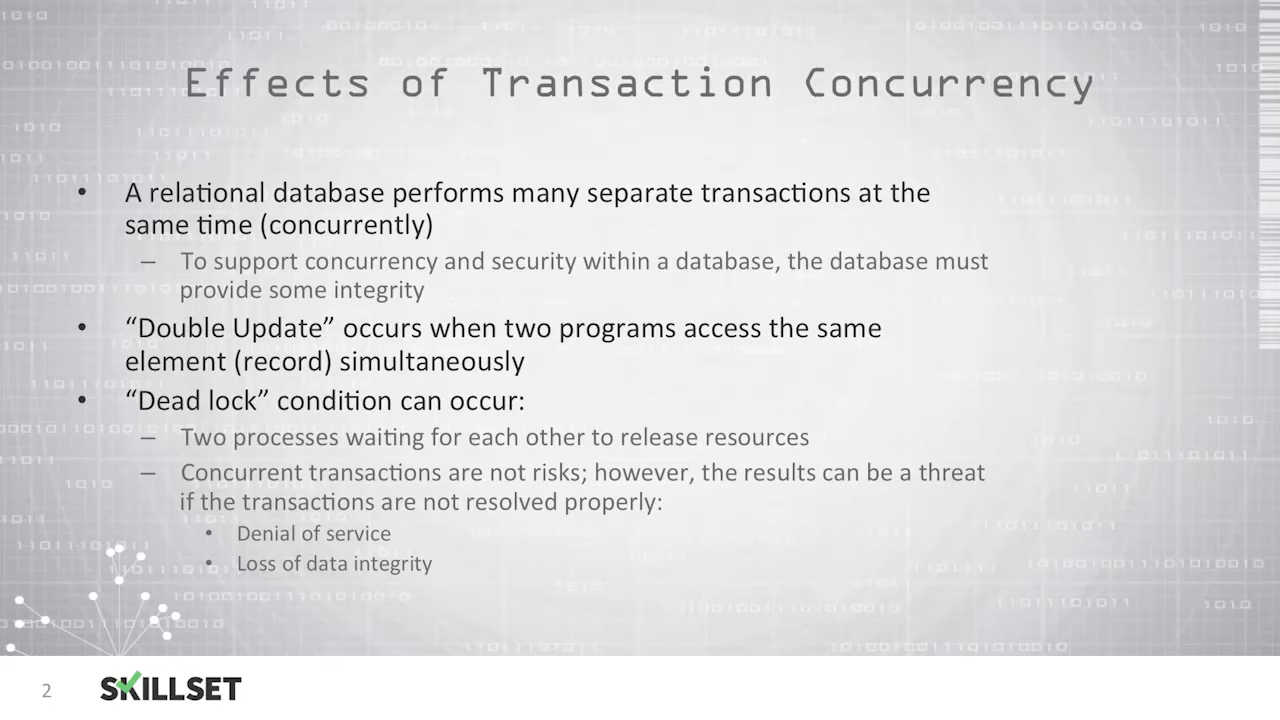 Effects of Transaction Concurrency
• A relational database performs many separate transactions at the
same time (concurrently)
– To support concurrency and security within a database, the database must
provide some integrity
• “Double Update” occurs when two programs access the same
element (record) simultaneously
• “Dead lock” condition can occur:
– Two processes waiting for each other to release resources
– Concurrent transactions are not risks; however, the results can be a threat
if the transactions are not resolved properly:
• Denial of service
• Loss of data integrity
2
SKILLSET